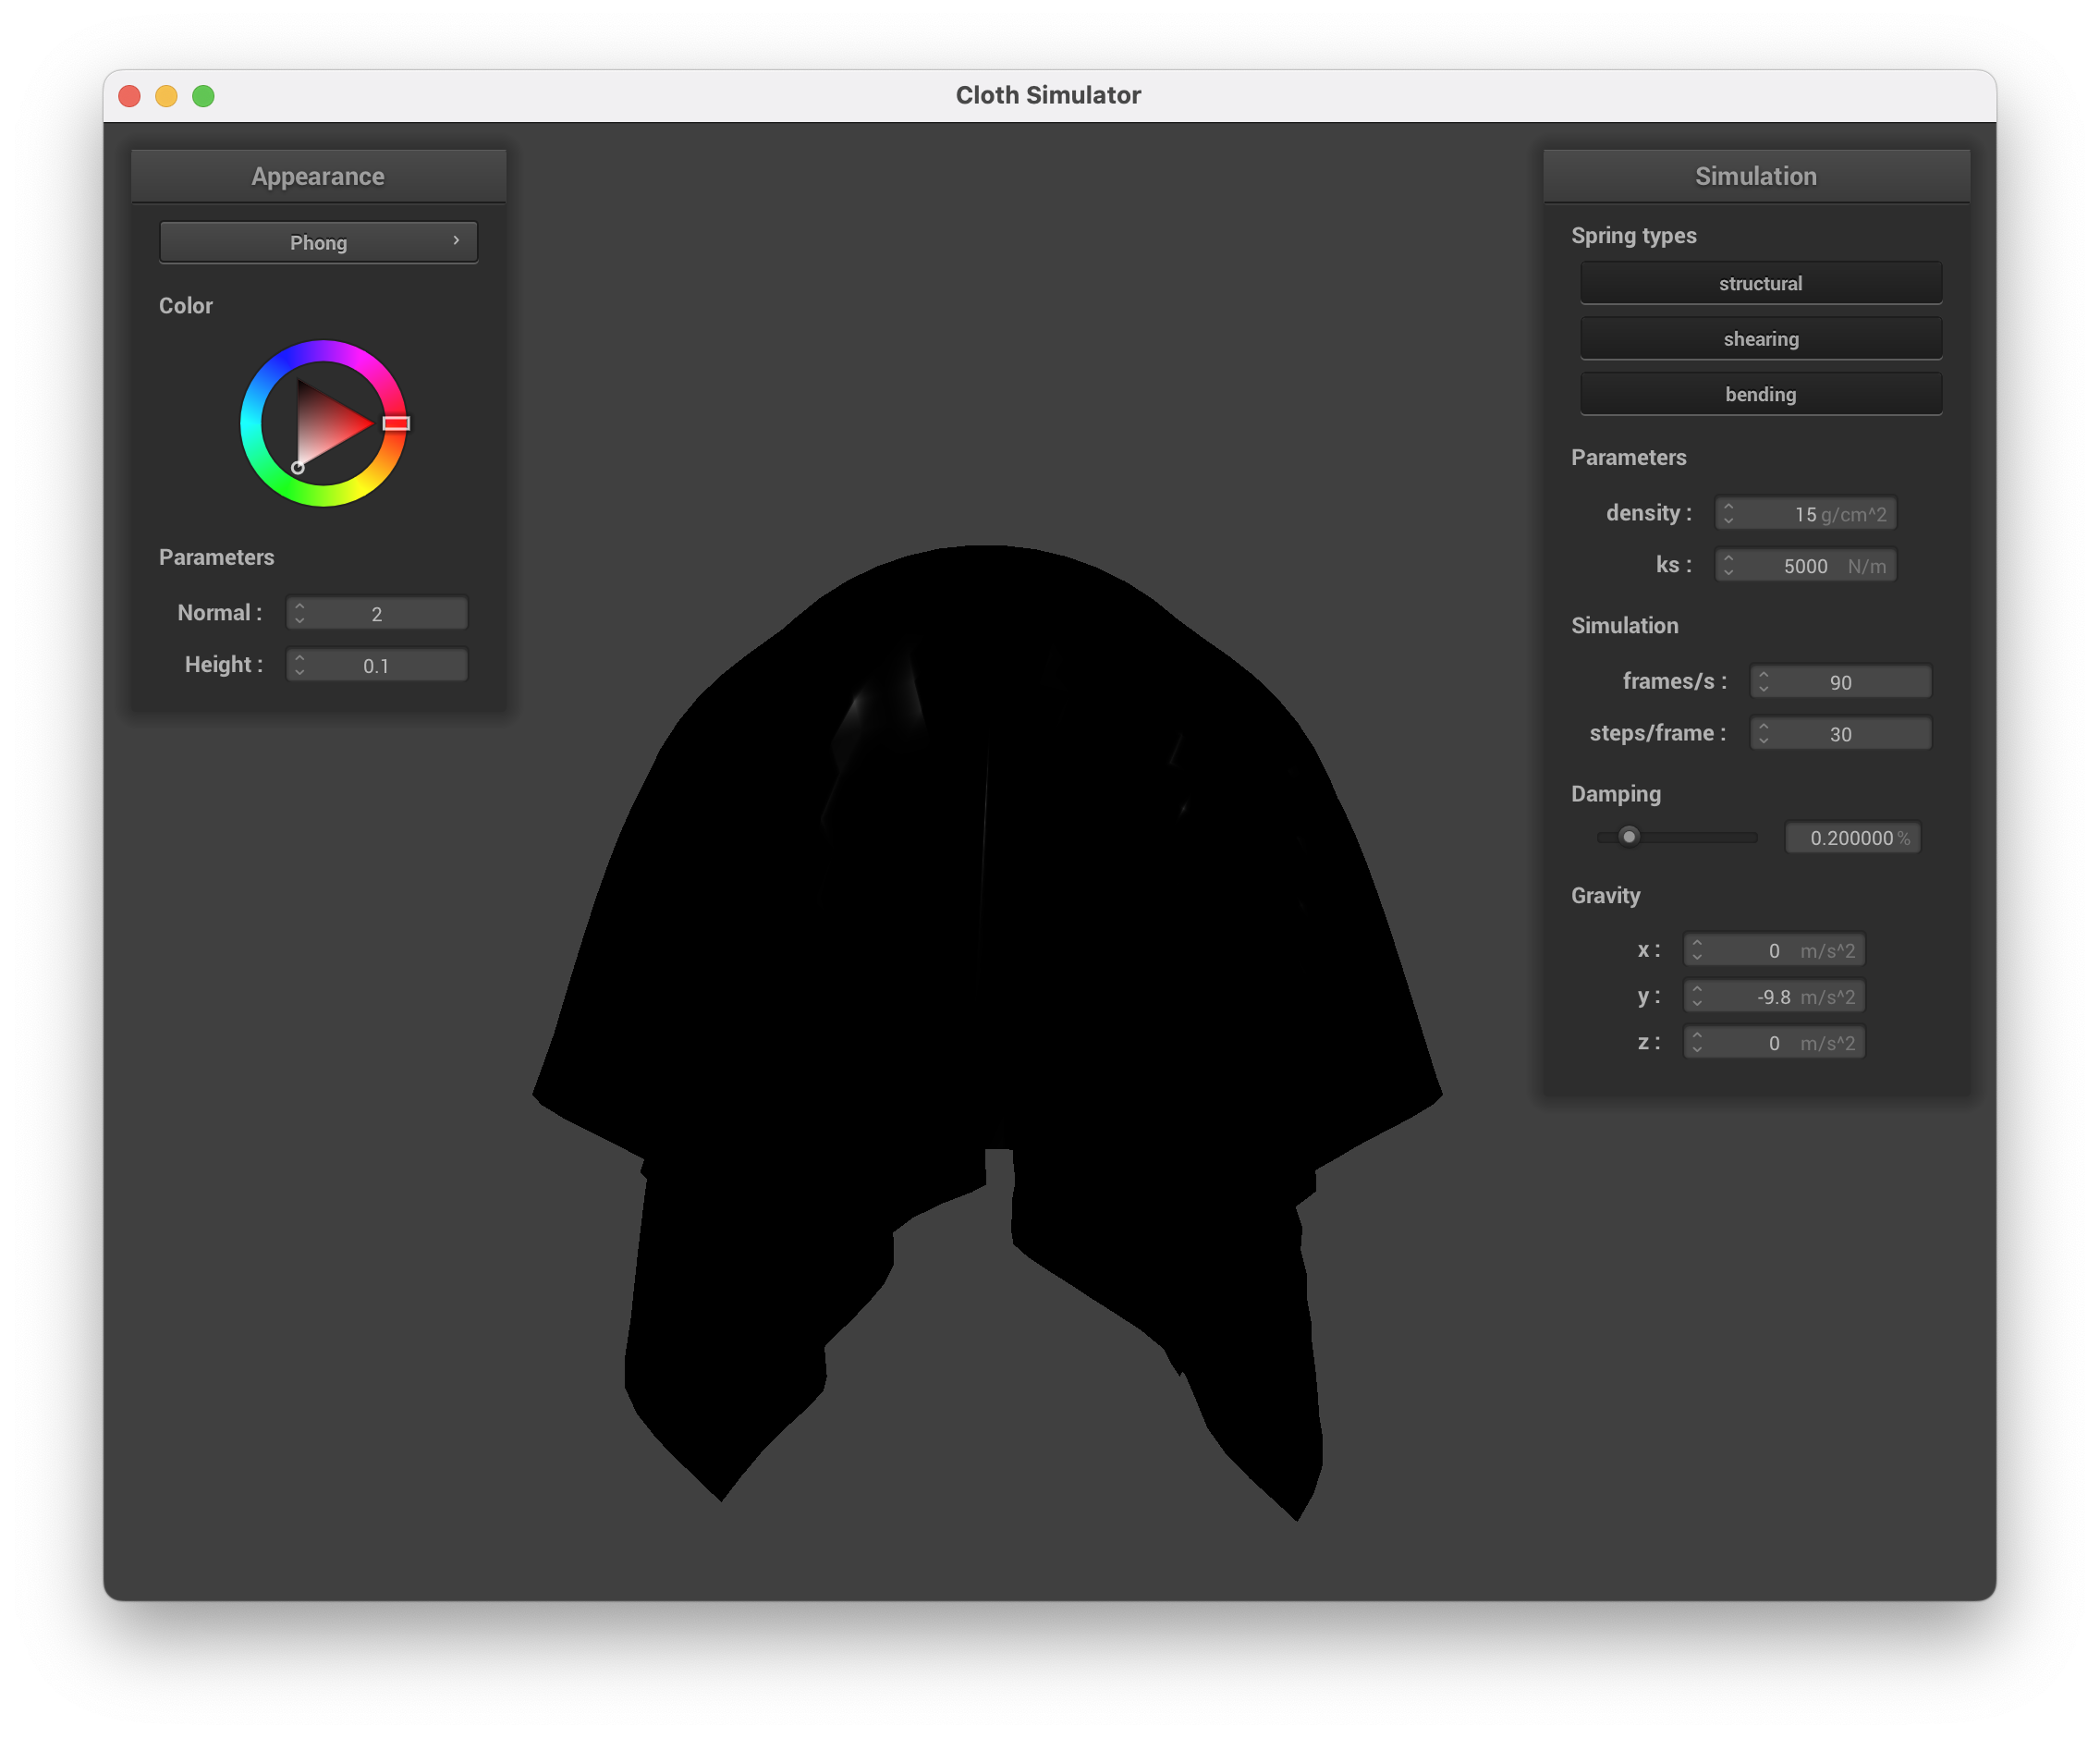 Cloth Simulator
Appearance
Phong
Color
Parameters
Normal : 2
Height : 0.1
Simulation
Spring types
structural
shearing
bending
Parameters
density : 15 g/cm^2
ks : 5000 N/m
Simulation
frames/s : 90
steps/frame : 30
Damping
0.200000 %
Gravity
x : 0 m/s^2
y : -9.8 m/s^2
z : 0 m/s^2